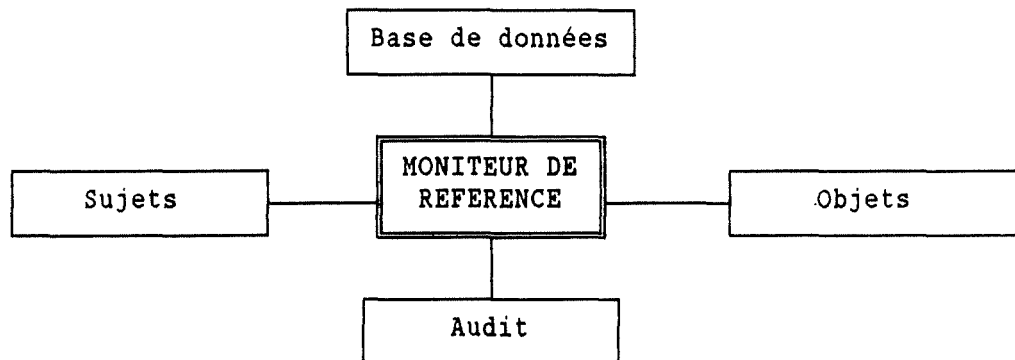 Base de données
MONITEUR DE
REFERENCE
Sujets
Objets
Audit